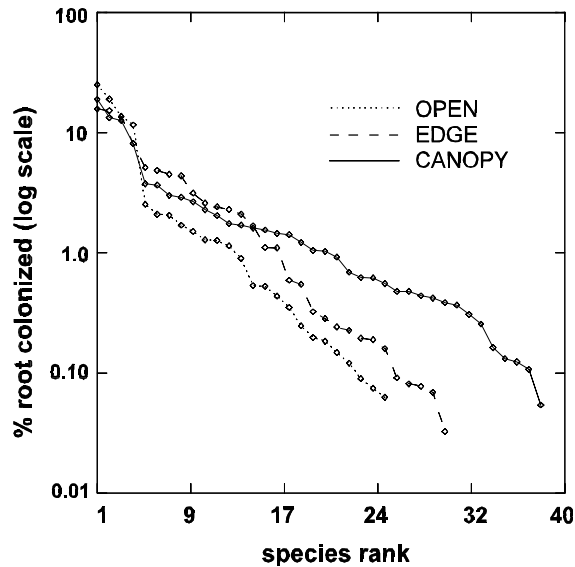 100
10
1.0
0.10
0.01
% root colonized (log scale)
OPEN
EDGE
CANOPY
1 9 17 24 32 40
species rank